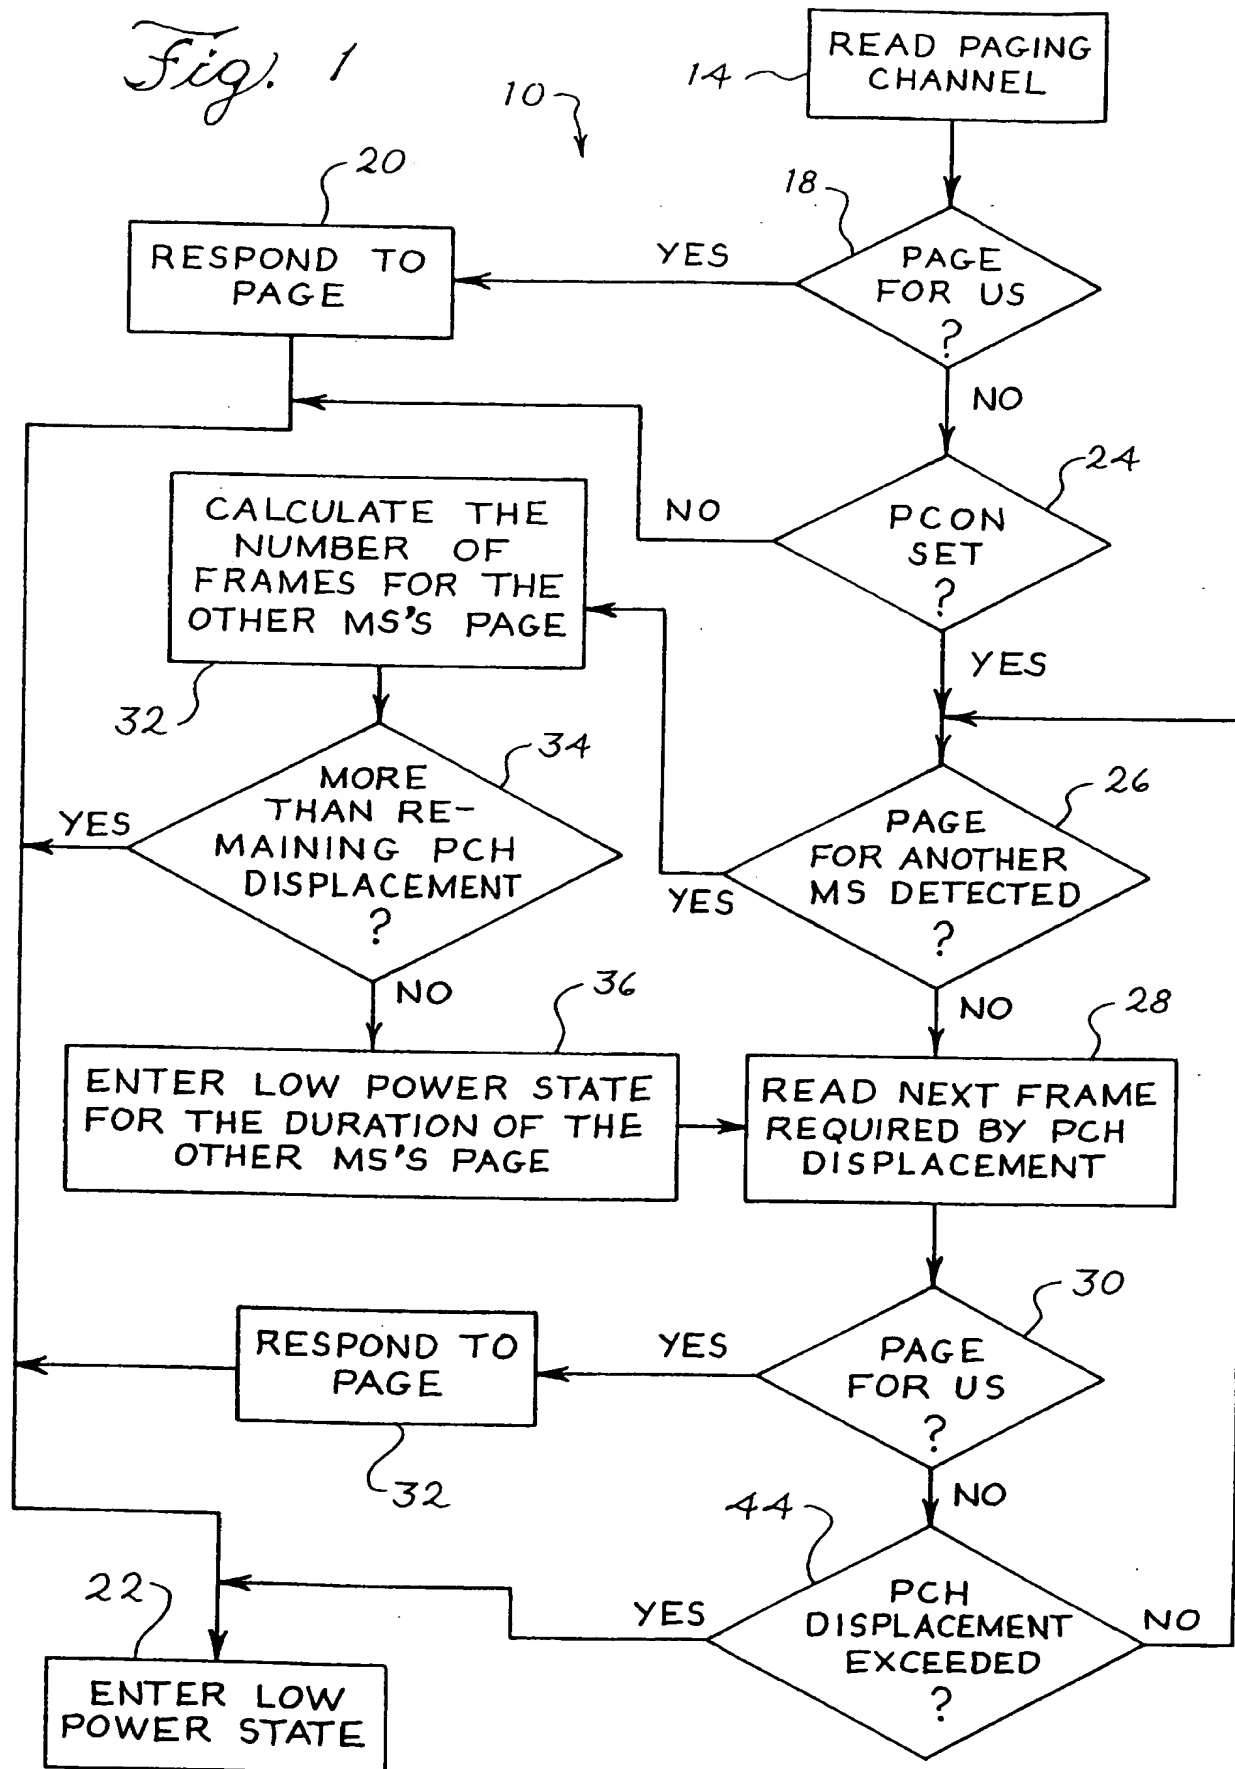 Fig. 1
READ PAGING
CHANNEL
14
10
20
18
RESPOND TO
PAGE
YES
PAGE
FOR US
?
NO
24
CALCULATE THE
NUMBER OF
FRAMES FOR THE
OTHER MS'S PAGE
NO
PCON
SET
?
YES
32
34
MORE
THAN RE-
MAINING PCH
DISPLACEMENT
?
YES
26
PAGE
FOR ANOTHER
MS DETECTED
?
YES
NO
36
NO
28
ENTER LOW POWER STATE
FOR THE DURATION OF THE
OTHER MS'S PAGE
READ NEXT FRAME
REQUIRED BY PCH
DISPLACEMENT
30
RESPOND TO
PAGE
YES
PAGE
FOR US
?
32
NO
44
22
YES
PCH
DISPLACEMENT
EXCEEDED
?
NO
ENTER LOW
POWER STATE